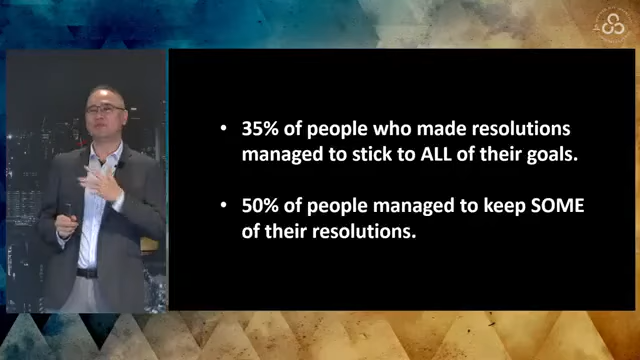 • 35% of people who made resolutions
managed to stick to ALL of their goals.
• 50% of people managed to keep SOME
of their resolutions.